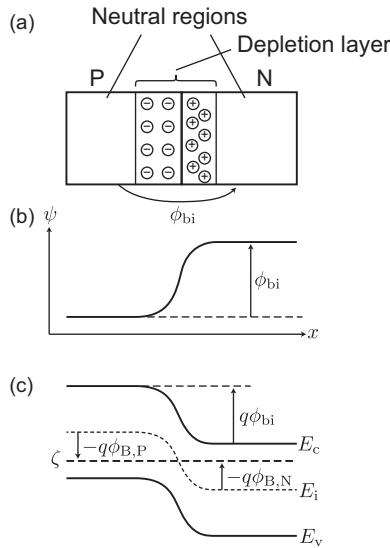 (a)
Neutral regions
Depletion layer
P
N
ϕbi
(b)
ψ
ϕbi
x
(c)
qϕbi
Ec
−qϕB,P
ζ
−qϕB,N
Ei
Ev